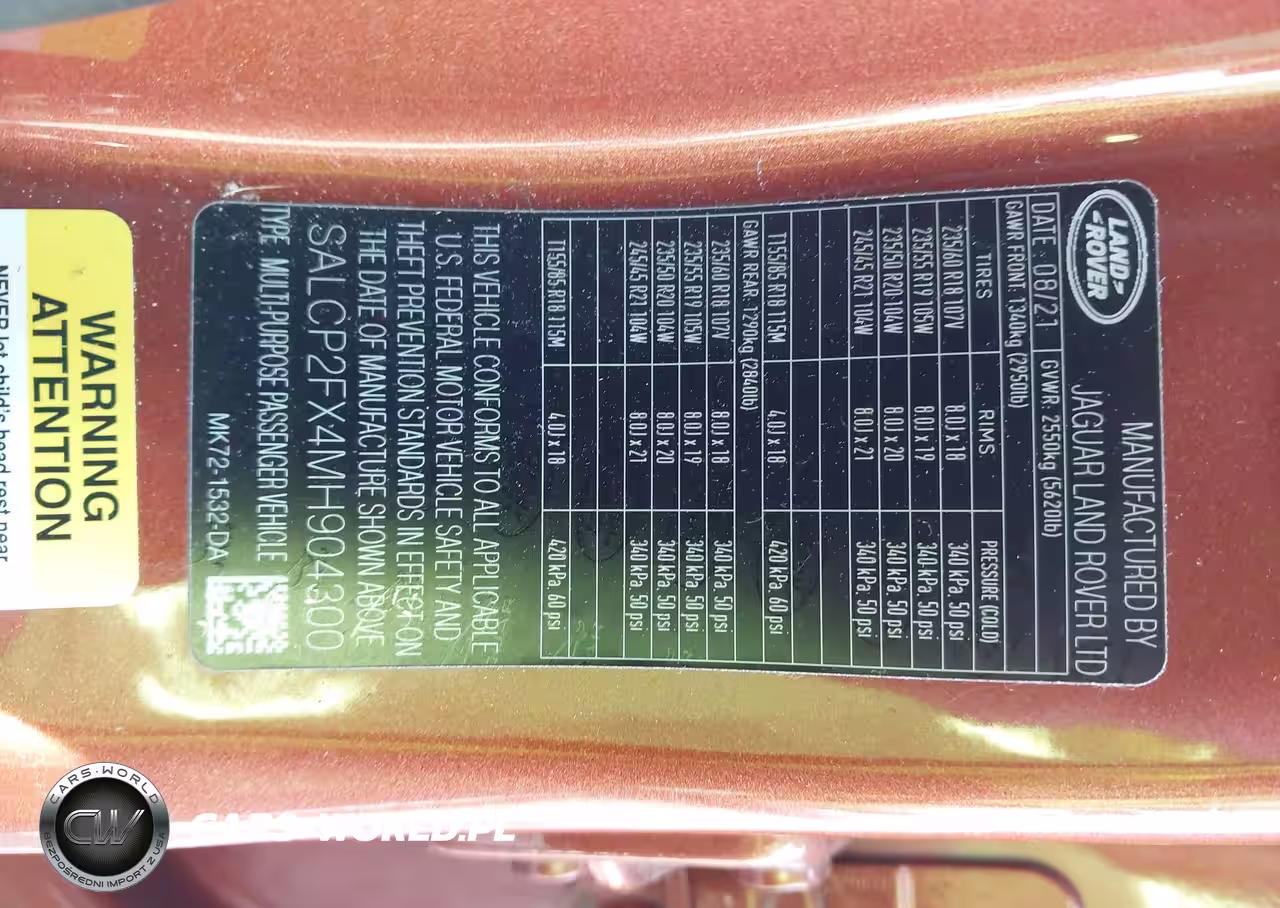 LAND-
-ROVER
MANUFACTURED BY
JAGUAR LAND ROVER LTD
DATE 08/21 GVWR: 2550kg (5620lb)
GAWR FRONT: 1340kg (2950lb)
TIRES RIMS PRESSURE (COLD)
235/60 R18 107V 8.0J x 18 340 kPa. 50 psi
235/55 R19 105W 8.0J x 19 340 kPa. 50 psi
235/50 R20 104W 8.0J x 20 340 kPa. 50 psi
245/45 R21 104W 8.0J x 21 340 kPa. 50 psi
T155/85 R18 115M 4.0J x 18 420 kPa. 60 psi
GAWR REAR: 1290kg (2840lb)
235/60 R18 107V 8.0J x 18 340 kPa. 50 psi
235/55 R19 105W 8.0J x 19 340 kPa. 50 psi
235/50 R20 104W 8.0J x 20 340 kPa. 50 psi
245/45 R21 104W 8.0J x 21 340 kPa. 50 psi
T155/85 R18 115M 4.0J x 18 420 kPa. 60 psi
THIS VEHICLE CONFORMS TO ALL APPLICABLE
U.S. FEDERAL MOTOR VEHICLE SAFETY AND
THEFT PREVENTION STANDARDS IN EFFECT ON
THE DATE OF MANUFACTURE SHOWN ABOVE
SALCP2FX4MH904300
TYPE MULTI,PURPOSE PASSENGER VEHICLE
MK72-1532-DA
WARNING
ATTENTION
NEVER let child's head rest near
CARS·WORLD
CW
BEZPOŚREDNI IMPORT Z USA
CARS-WORLD.PL